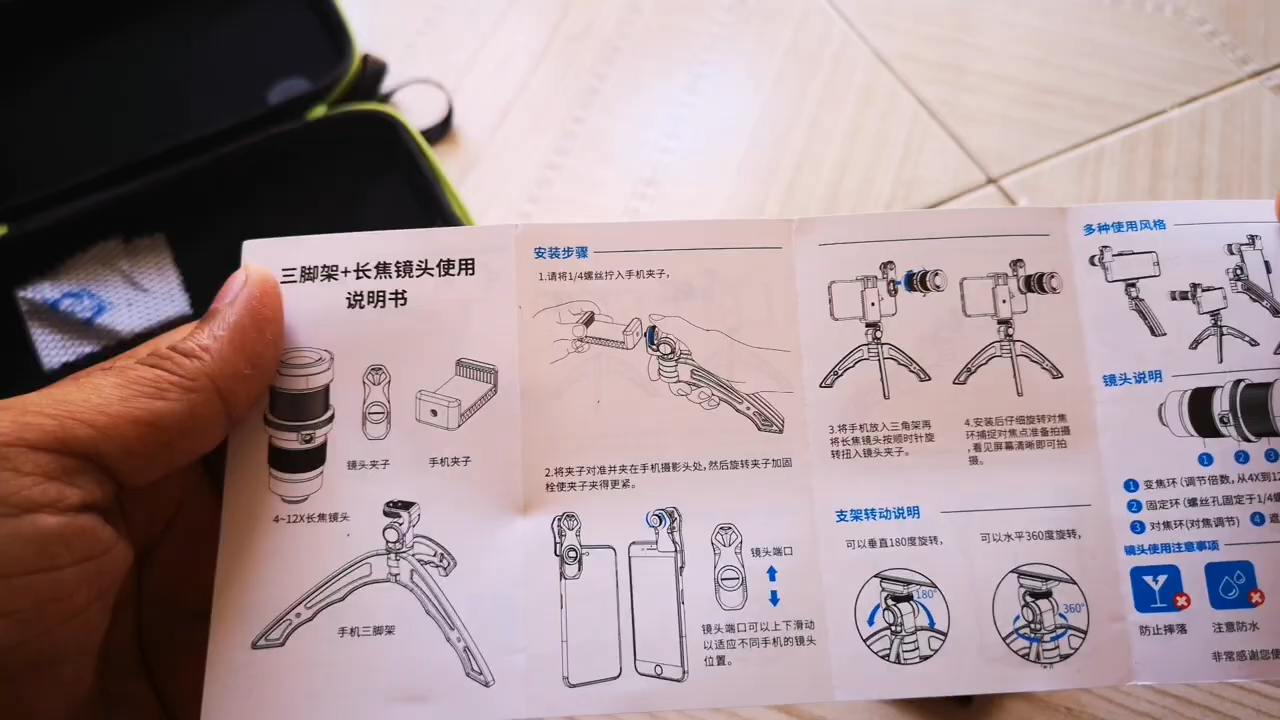 三脚架+长焦镜头使用
说明书
镜头夹子
手机夹子
4~12X长焦镜头
手机三脚架
安装步骤
1.请将1/4螺丝拧入手机夹子，
2.将夹子对准并夹在手机摄影头处，然后旋转夹子加固
栓使夹子夹得更紧。
镜头端口
镜头端口可以上下滑动
以适应不同手机的镜头
位置。
3.将手机放入三角架再
将长焦镜头按顺时针旋
转扭入镜头夹子。
4.安装后仔细旋转对焦
环捕捉对焦点准备拍摄
，看见屏幕清晰即可拍
摄。
支架转动说明
可以垂直180度旋转，
可以水平360度旋转，
180°
360°
多种使用风格
镜头说明
1 2 3
1 变焦环（调节倍数，从4X到12
2 固定环（螺丝孔固定于1/4
3 对焦环(对焦调节) 4
镜头使用注意事项
防止摔落
注意防水
非常感谢您使